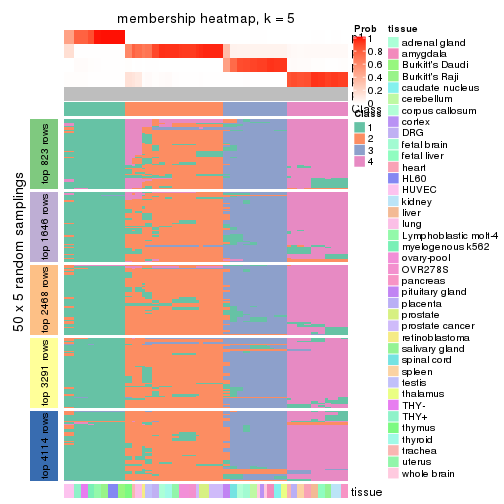 membership heatmap, k = 5
50 x 5 random samplings
top 823 rows
top 1646 rows
top 2468 rows
top 3291 rows
top 4114 rows
Prob
1
0.8
0.6
0.4
0.2
0
Class
1
2
3
4
tissue
tissue
adrenal gland
amygdala
Burkitt's Daudi
Burkitt's Raji
caudate nucleus
cerebellum
corpus callosum
cortex
DRG
fetal brain
fetal liver
heart
HL60
HUVEC
kidney
liver
lung
Lymphoblastic molt-4
myelogenous k562
ovary-pool
OVR278S
pancreas
pituitary gland
placenta
prostate
prostate cancer
retinoblastoma
salivary gland
spinal cord
spleen
testis
thalamus
THY-
THY+
thymus
thyroid
trachea
uterus
whole brain